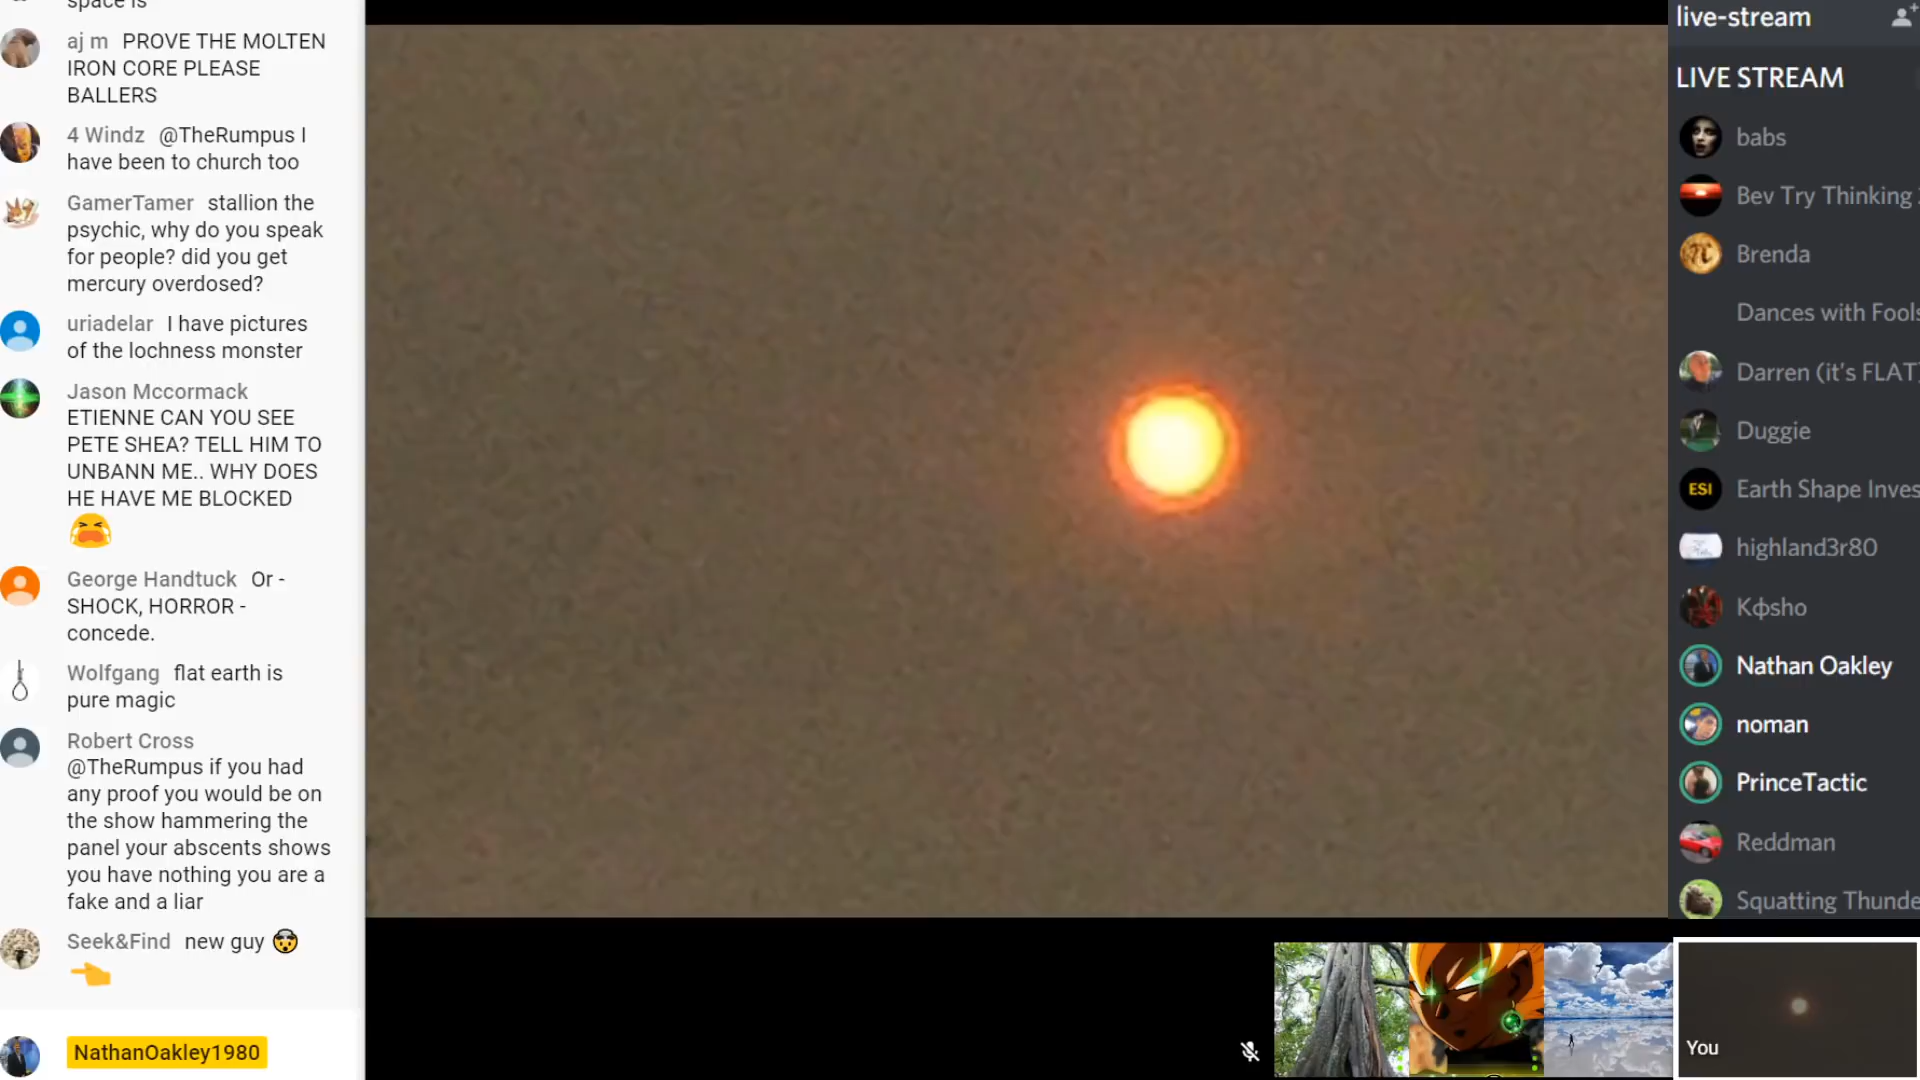 space is
aj m PROVE THE MOLTEN
IRON CORE PLEASE
BALLERS
4 Windz @TheRumpus I
have been to church too
GamerTamer stallion the
psychic, why do you speak
for people? did you get
mercury overdosed?
uriadelar I have pictures
of the lochness monster
Jason Mccormack
ETIENNE CAN YOU SEE
PETE SHEA? TELL HIM TO
UNBANN ME.. WHY DOES
HE HAVE ME BLOCKED
George Handtuck Or -
SHOCK, HORROR -
concede.
Wolfgang flat earth is
pure magic
Robert Cross
@TheRumpus if you had
any proof you would be on
the show hammering the
panel your abscents shows
you have nothing you are a
fake and a liar
Seek&Find new guy
NathanOakley1980
live-stream
LIVE STREAM
babs
Bev Try Thinking
Brenda
Dances with Fools
Darren (it's FLAT)
Duggie
ESI Earth Shape Inves
highland3r80
Kфsho
Nathan Oakley
noman
PrinceTactic
Reddman
Squatting Thunde
You